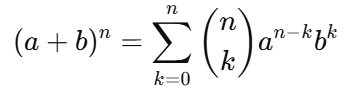 (a + b)^n = \sum_{k=0}^{n} \binom{n}{k} a^{n-k} b^k